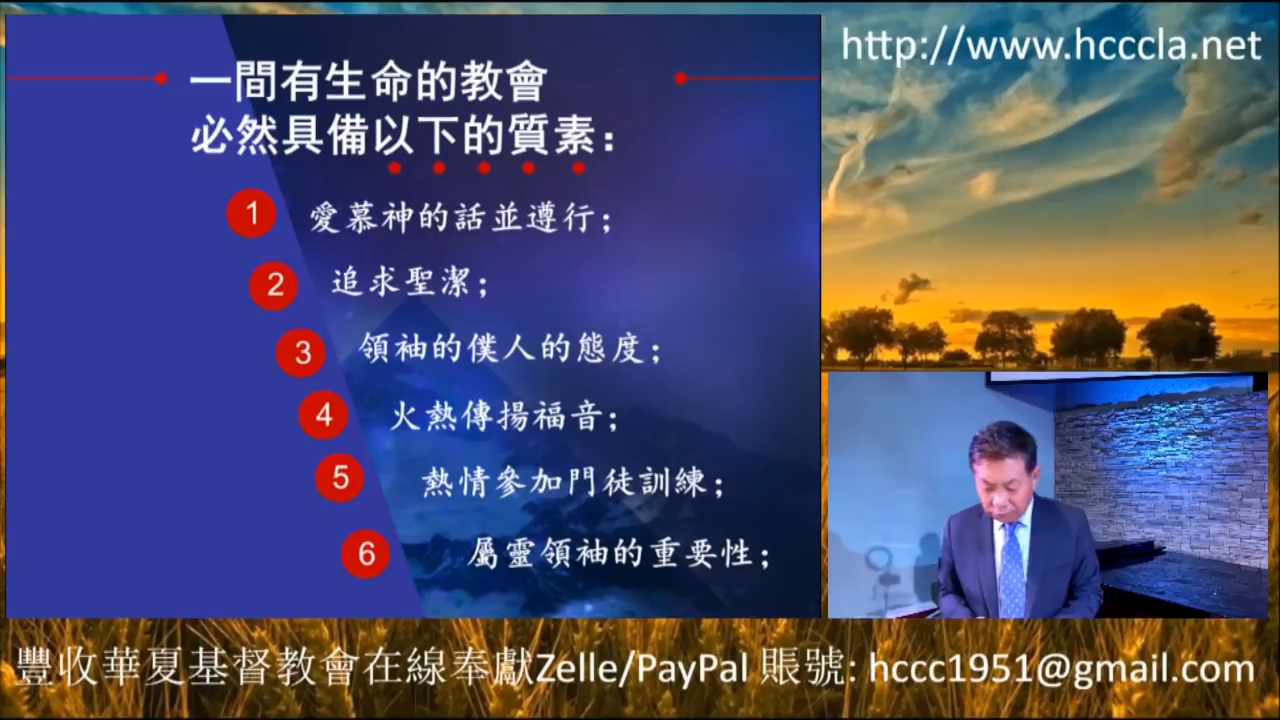 一間有生命的教會
必然具備以下的質素：
1 愛慕神的話並遵行；
2 追求聖潔；
3 領袖的僕人的態度；
4 火熱傳揚福音；
5 熱情參加門徒訓練；
6 屬靈領袖的重要性；
http://www.hcccla.net
豐收華夏基督教會在線奉獻Zelle/PayPal 賬號: hccc1951@gmail.com